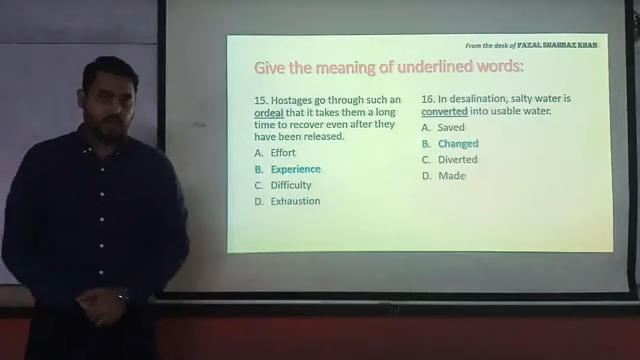 From the desk of FAZAL SHAHBAZ KHAN
Give the meaning of underlined words:
15. Hostages go through such an
ordeal that it takes them a long
time to recover even after they
have been released.
A. Effort
B. Experience
C. Difficulty
D. Exhaustion
16. In desalination, salty water is
converted into usable water.
A. Saved
B. Changed
C. Diverted
D. Made